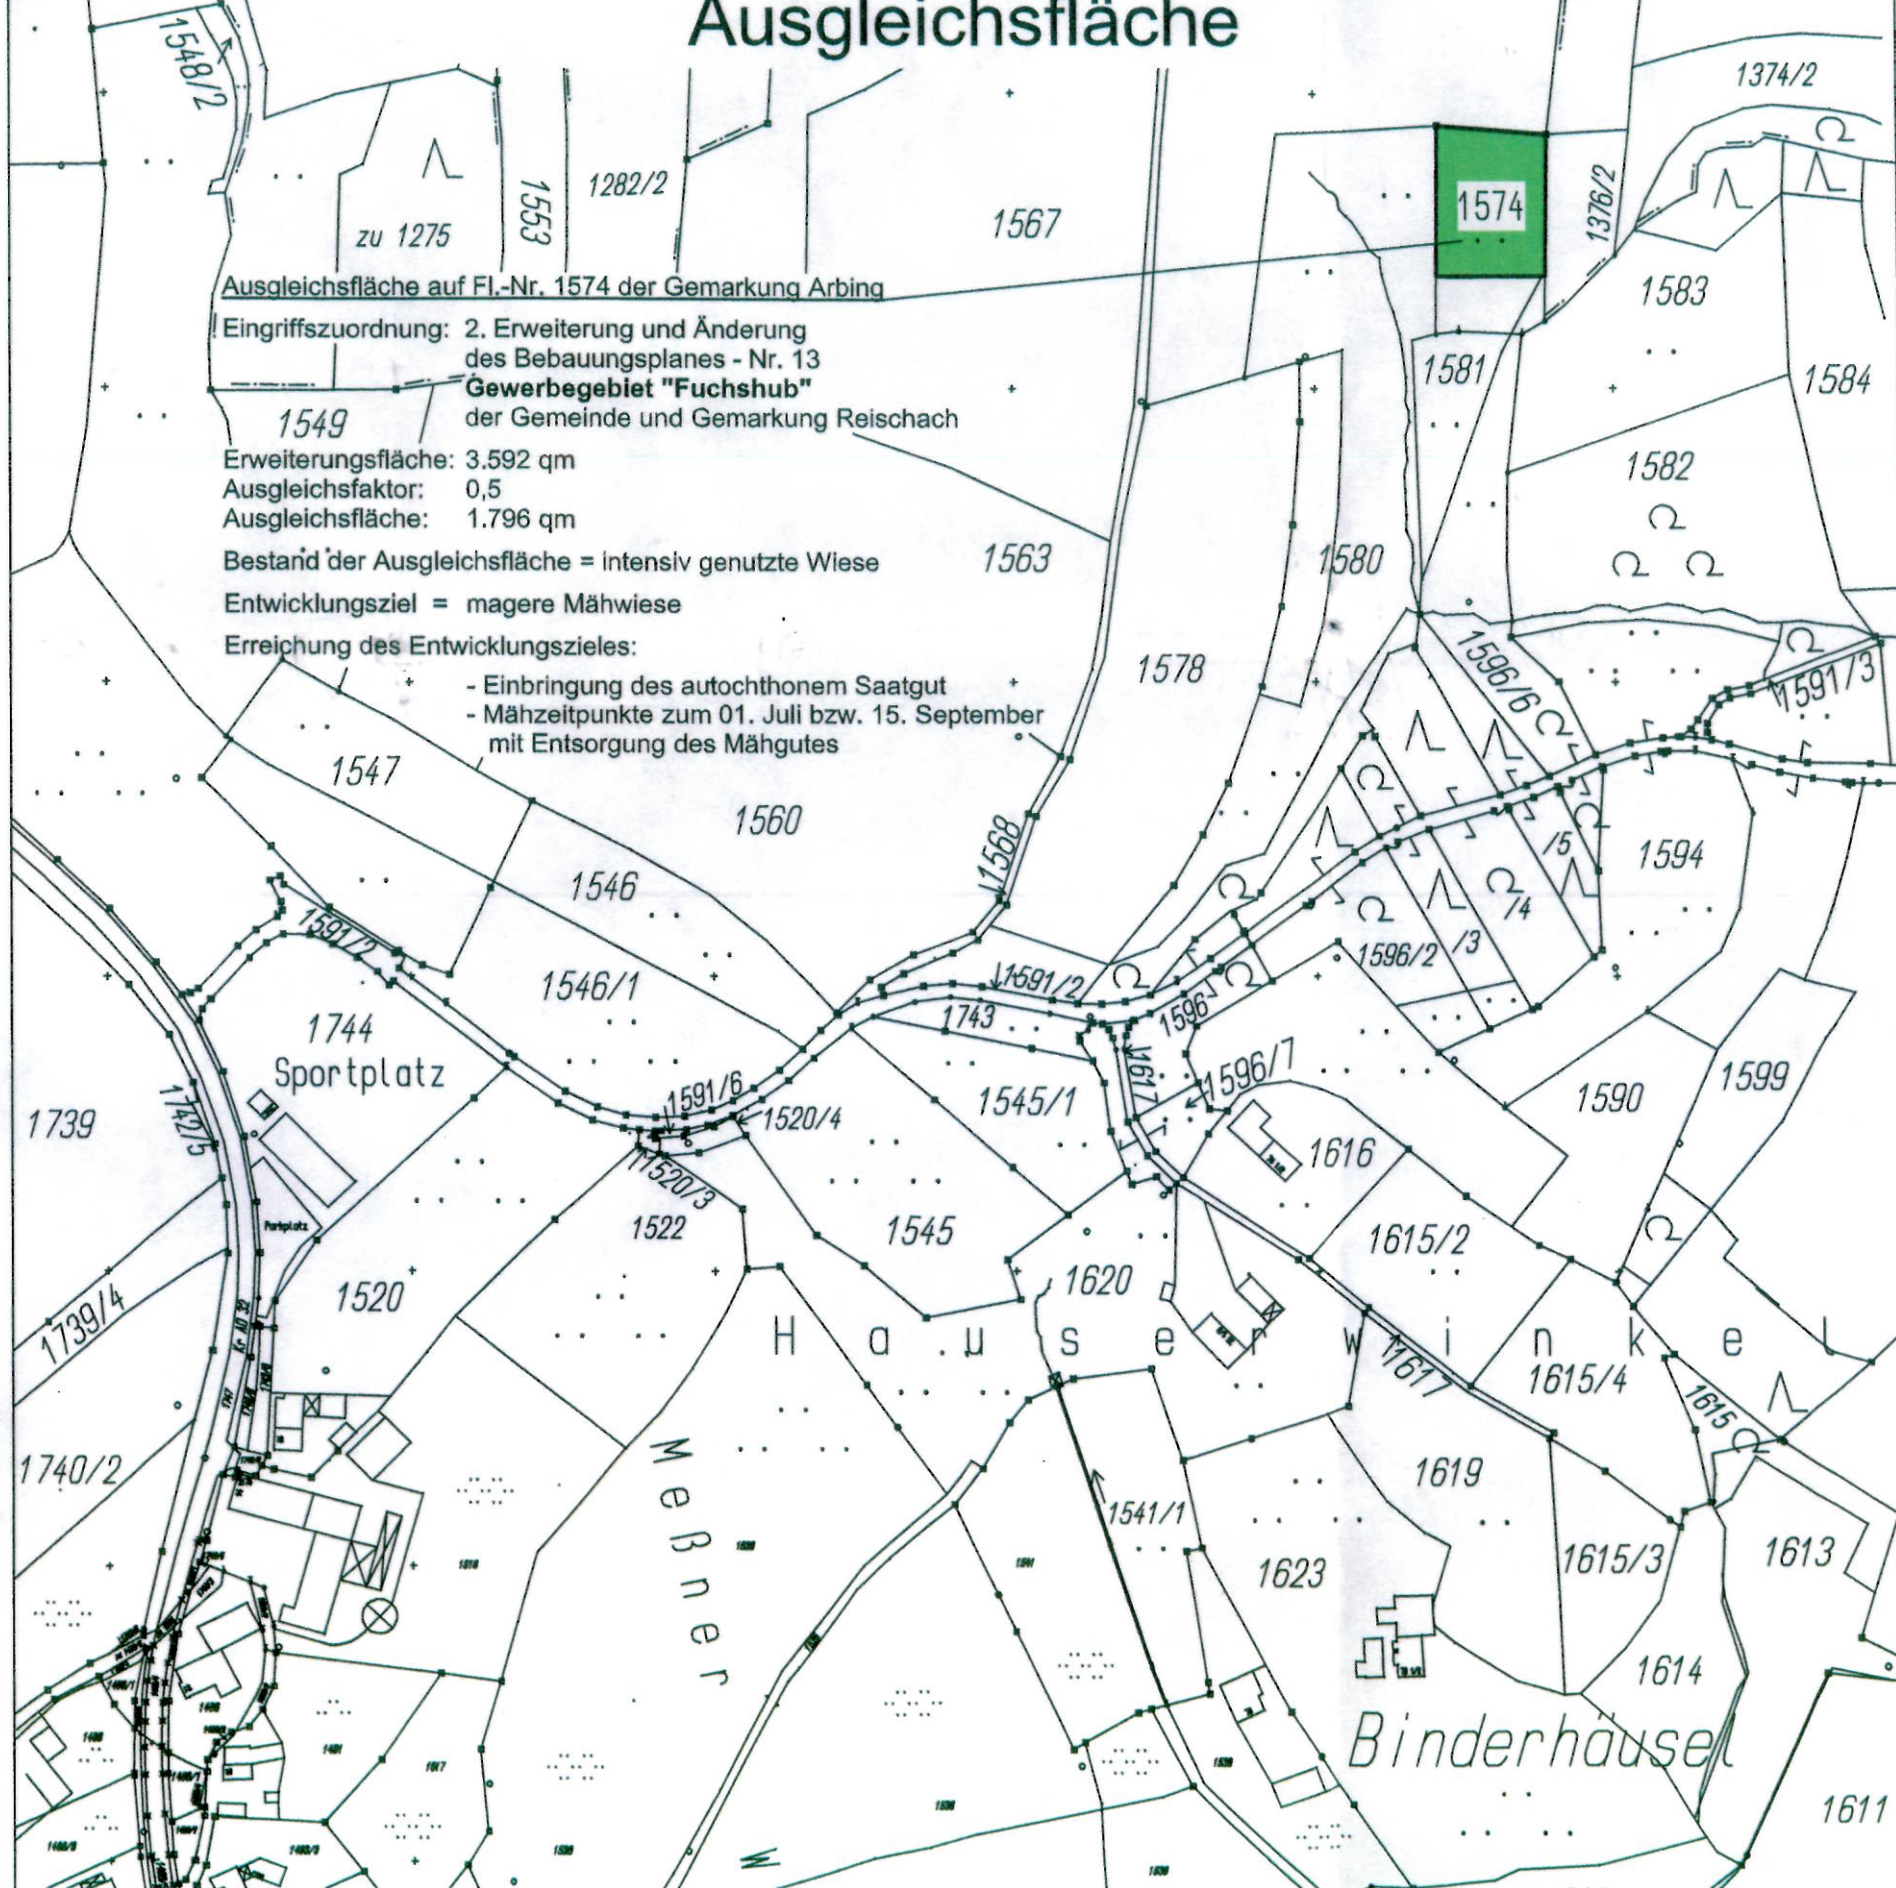 Ausgleichsfläche
1548/2
1374/2
1553
1282/2
zu 1275
1567
1574
1376/2
1583
Ausgleichsfläche auf Fl.-Nr. 1574 der Gemarkung Arbing
Eingriffszuordnung: 2. Erweiterung und Änderung
des Bebauungsplanes - Nr. 13
Gewerbegebiet "Fuchshub"
der Gemeinde und Gemarkung Reischach
1549
1581
1584
Erweiterungsfläche: 3.592 qm
Ausgleichsfaktor: 0,5
Ausgleichsfläche: 1.796 qm
1582
Bestand der Ausgleichsfläche = intensiv genutzte Wiese
1563
1580
Entwicklungsziel = magere Mähwiese
Erreichung des Entwicklungszieles:
- Einbringung des autochthonem Saatgut
- Mähzeitpunkte zum 01. Juli bzw. 15. September
mit Entsorgung des Mähgutes
1578
1596/6
1591/3
1547
1560
1568
/5
1594
1546
/4
1591/2
/3
1596/2
1546/1
1591/2
1743
1596
1744
Sportplatz
1617
1596/7
1599
1591/6
1520/4
1545/1
1590
1739
1742/5
1616
1520/3
1522
1545
1615/2
Parkplatz
1620
1520
1739/4
Kr AÖ 32
Hauserwinkel
1617
1615/4
1615
1740/2
Meßner
1619
1541/1
1623
1615/3
1613
1614
Binderhäusel
1611
W